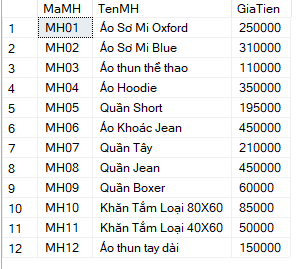 MaMH TenMH GiaTien
1 MH01 Áo Sơ Mi Oxford 250000
2 MH02 Áo Sơ Mi Blue 310000
3 MH03 Áo thun thể thao 110000
4 MH04 Áo Hoodie 350000
5 MH05 Quần Short 195000
6 MH06 Áo Khoác Jean 450000
7 MH07 Quần Tây 210000
8 MH08 Quần Jean 450000
9 MH09 Quần Boxer 60000
10 MH10 Khăn Tắm Loại 80X60 85000
11 MH11 Khăn Tắm Loại 40X60 50000
12 MH12 Áo thun tay dài 150000